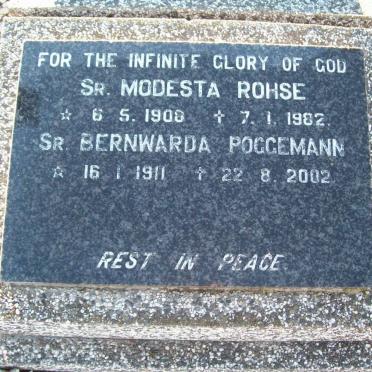 FOR THE INFINITE GLORY OF GOD
SR. MODESTA ROHSE
☆ 6 5. 1908 † 7. 1. 1982.
SR BERNWARDA POGGEMANN
☆ 16 1 1911 † 22 8. 2002
REST IN PEACE